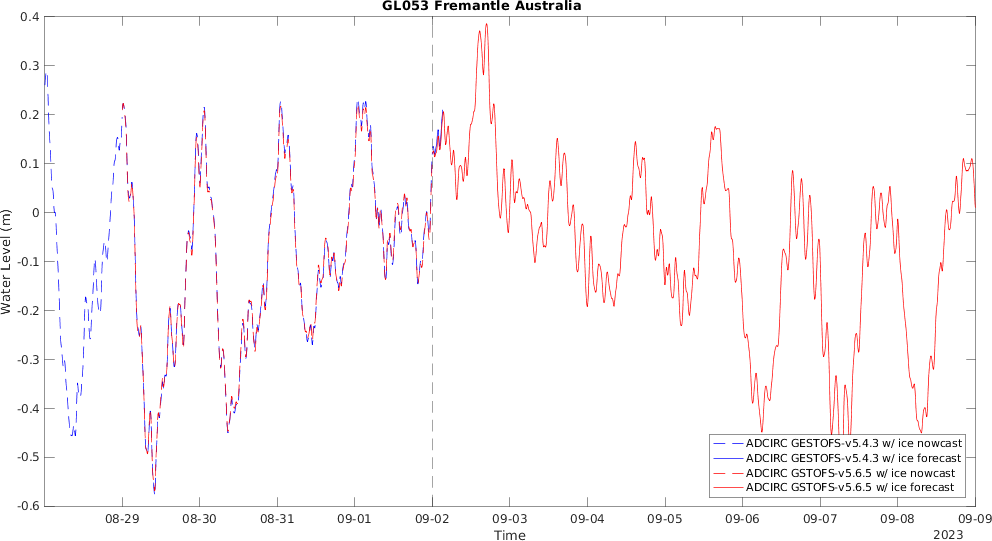 GL053 Fremantle Australia
0.4
0.3
0.2
0.1
0
-0.1
-0.2
-0.3
-0.4
-0.5
-0.6
Water Level (m)
ADCIRC GESTOFS-v5.4.3 w/ ice nowcast
ADCIRC GESTOFS-v5.4.3 w/ ice forecast
ADCIRC GSTOFS-v5.6.5 w/ ice nowcast
ADCIRC GSTOFS-v5.6.5 w/ ice forecast
08-29 08-30 08-31 09-01 09-02 09-03 09-04 09-05 09-06 09-07 09-08 09-09
Time
2023